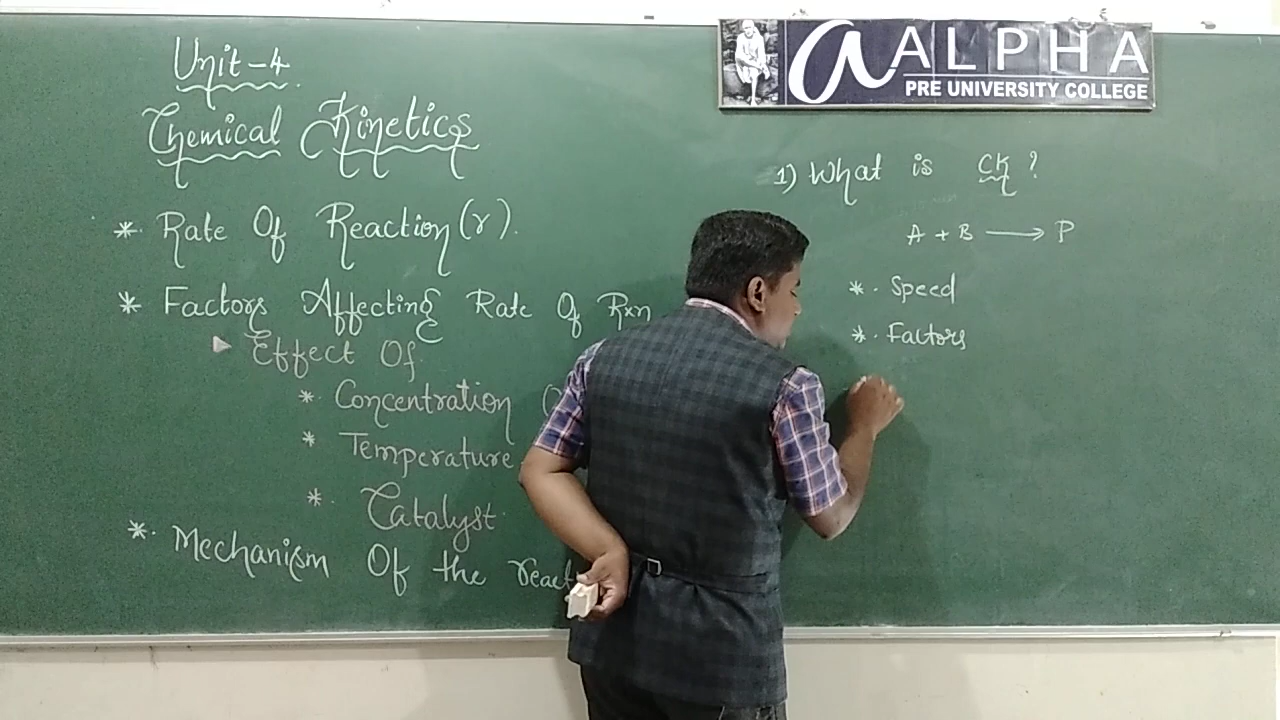 Unit-4
Chemical Kinetics
* Rate Of Reaction (r).
* Factors Affecting Rate Of Rxn
Effect Of
* Concentration
* Temperature
* Catalyst
* Mechanism Of the react
a ALPHA
PRE UNIVERSITY COLLEGE
1) What is CK ?
A + B ⟶ P
* Speed
* Factors